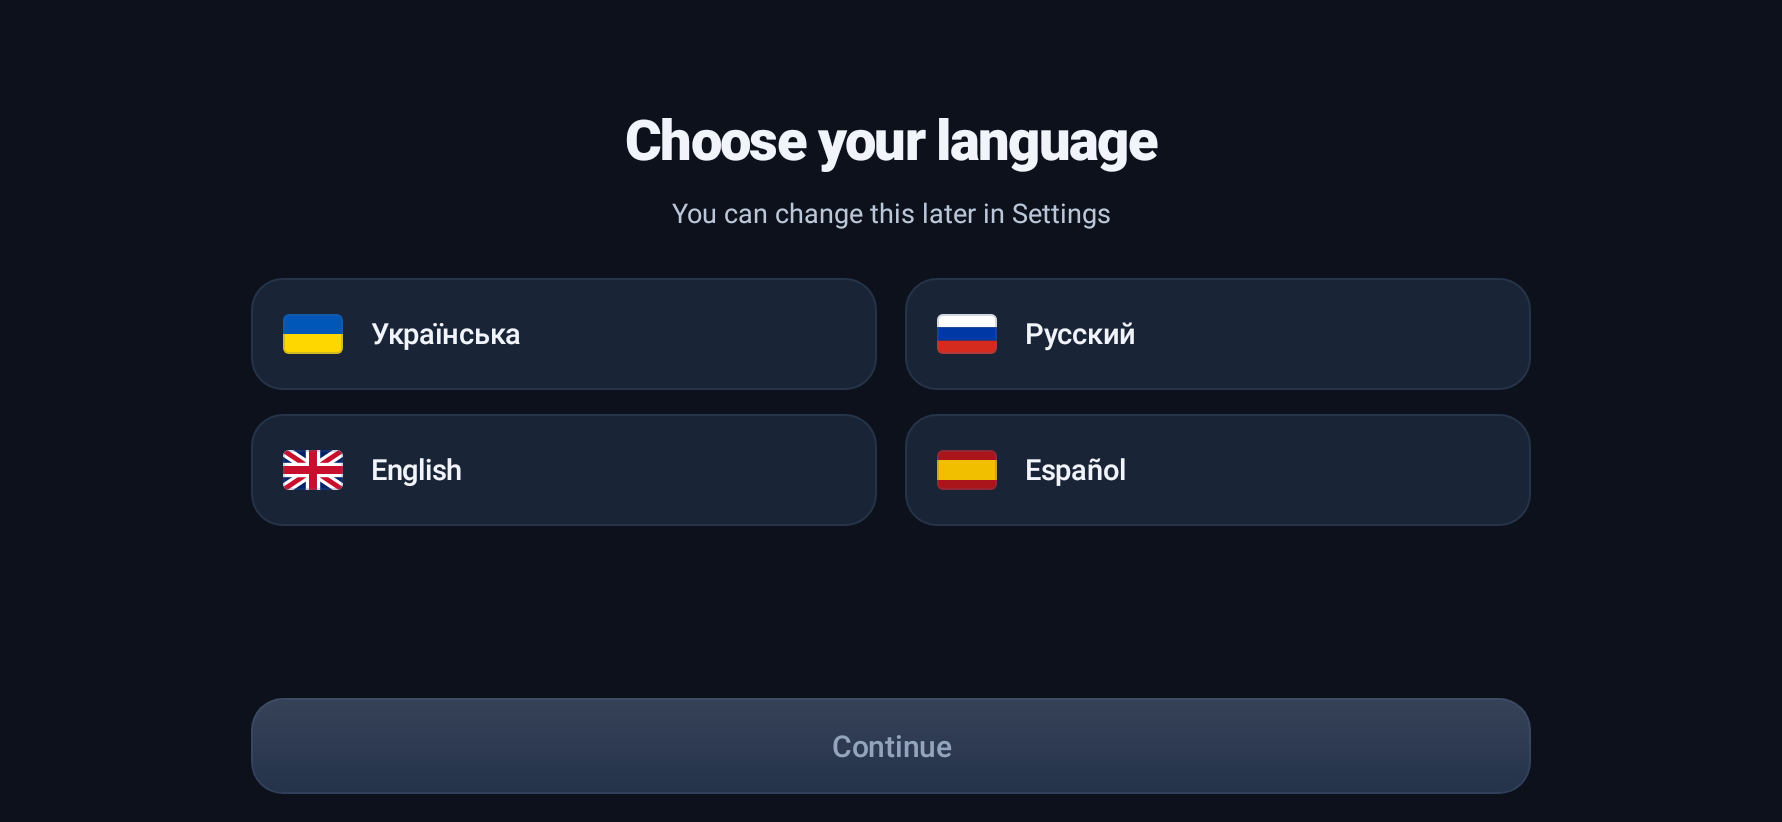 Choose your language
You can change this later in Settings
Українська
Русский
English
Español
Continue